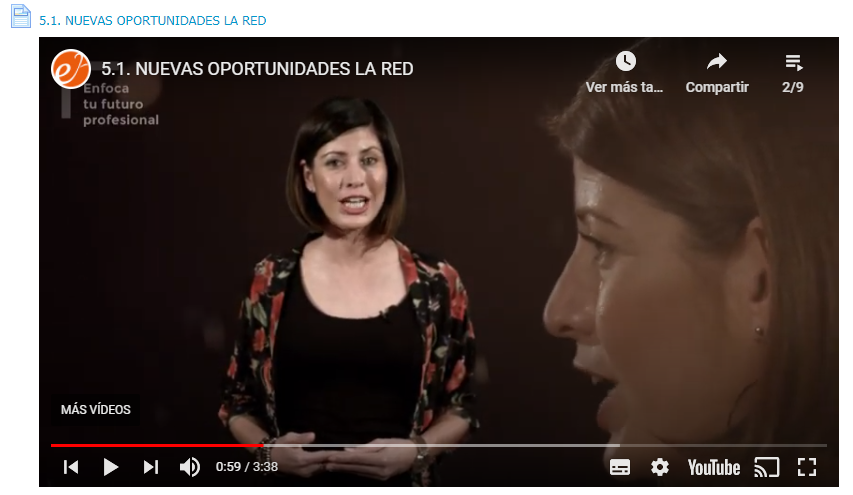 5.1. NUEVAS OPORTUNIDADES LA RED
5.1. NUEVAS OPORTUNIDADES LA RED
Enfoca
tu futuro
profesional
Ver más ta...
Compartir
2/9
MÁS VÍDEOS
0:59 / 3:38
YouTube